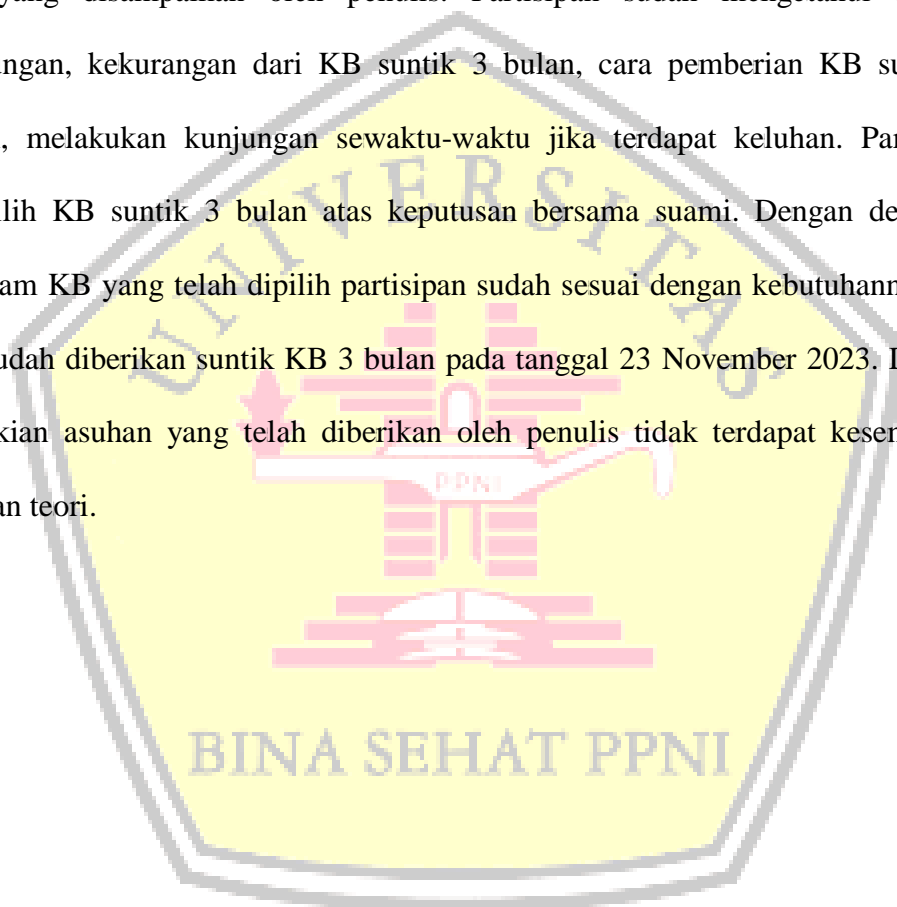 yang disampaikan oleh penulis. Partisipan sudah mengetahui
ungan, kekurangan dari KB suntik 3 bulan, cara pemberian KB su
, melakukan kunjungan sewaktu-waktu jika terdapat keluhan. Par
ilih KB suntik 3 bulan atas keputusan bersama suami. Dengan de
am KB yang telah dipilih partisipan sudah sesuai dengan kebutuhann
udah diberikan suntik KB 3 bulan pada tanggal 23 November 2023. D
kian asuhan yang telah diberikan oleh penulis tidak terdapat kesen
an teori.
UNIVERSITAS
PPNI
BINA SEHAT PPNI